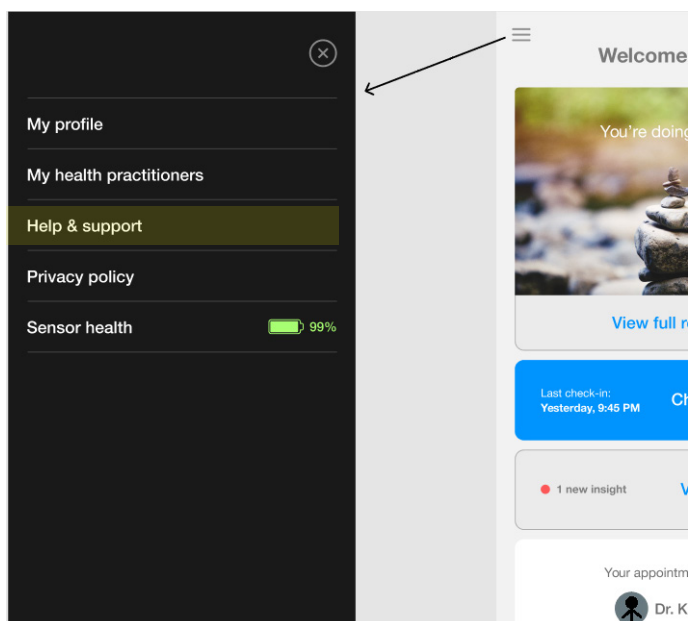 My profile
My health practitioners
Help & support
Privacy policy
Sensor health 99%
Welcome
You're doing
View full r
Last check-in:
Yesterday, 9:45 PM
Ch
1 new insight
V
Your appointm
Dr. K